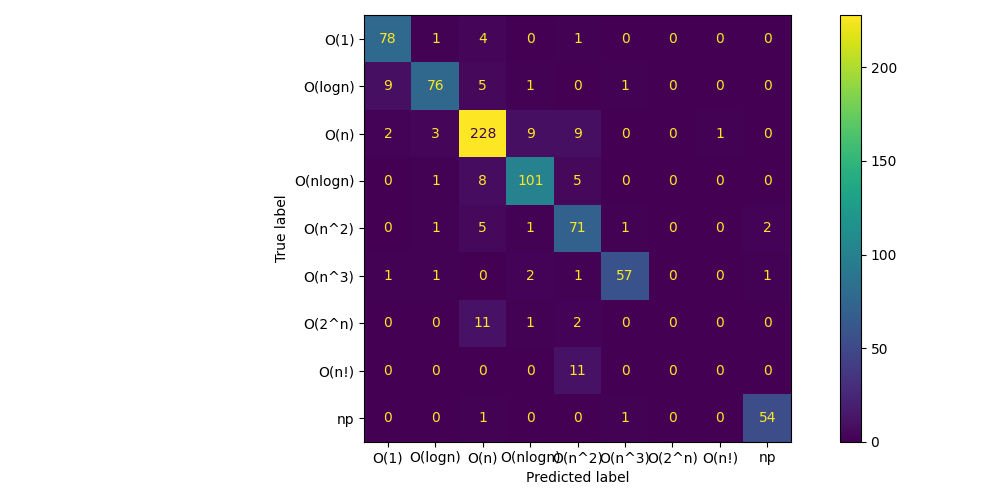 O(1) 78 1 4 0 1 0 0 0 0
O(logn) 9 76 5 1 0 1 0 0 0
O(n) 2 3 228 9 9 0 0 1 0
O(nlogn) 0 1 8 101 5 0 0 0 0
O(n^2) 0 1 5 1 71 1 0 0 2
O(n^3) 1 1 0 2 1 57 0 0 1
O(2^n) 0 0 11 1 2 0 0 0 0
O(n!) 0 0 0 0 11 0 0 0 0
np 0 0 1 0 0 1 0 0 54
O(1) O(logn) O(n) O(nlogn) O(n^2) O(n^3) O(2^n) O(n!) np
Predicted label
True label
200
150
100
50
0